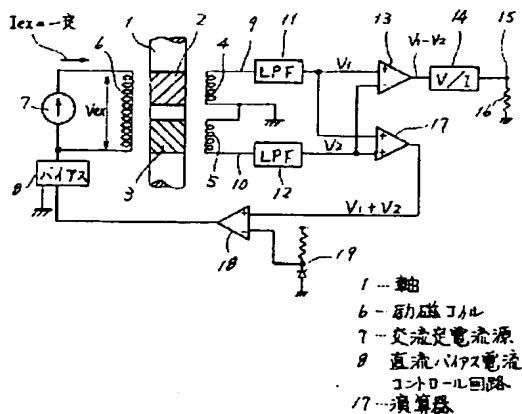 Iex=一定
1
2
9
11
13
V1-V2
14
15
6
4
LPF
V1
V/I
16
7
Vex
17
8
バイアス
3
5
10
LPF
12
V2
18
V1+V2
19
1…軸
6…励磁コイル
7…交流定電流源
8 直流バイアス電流
コントロール回路
17…演算器